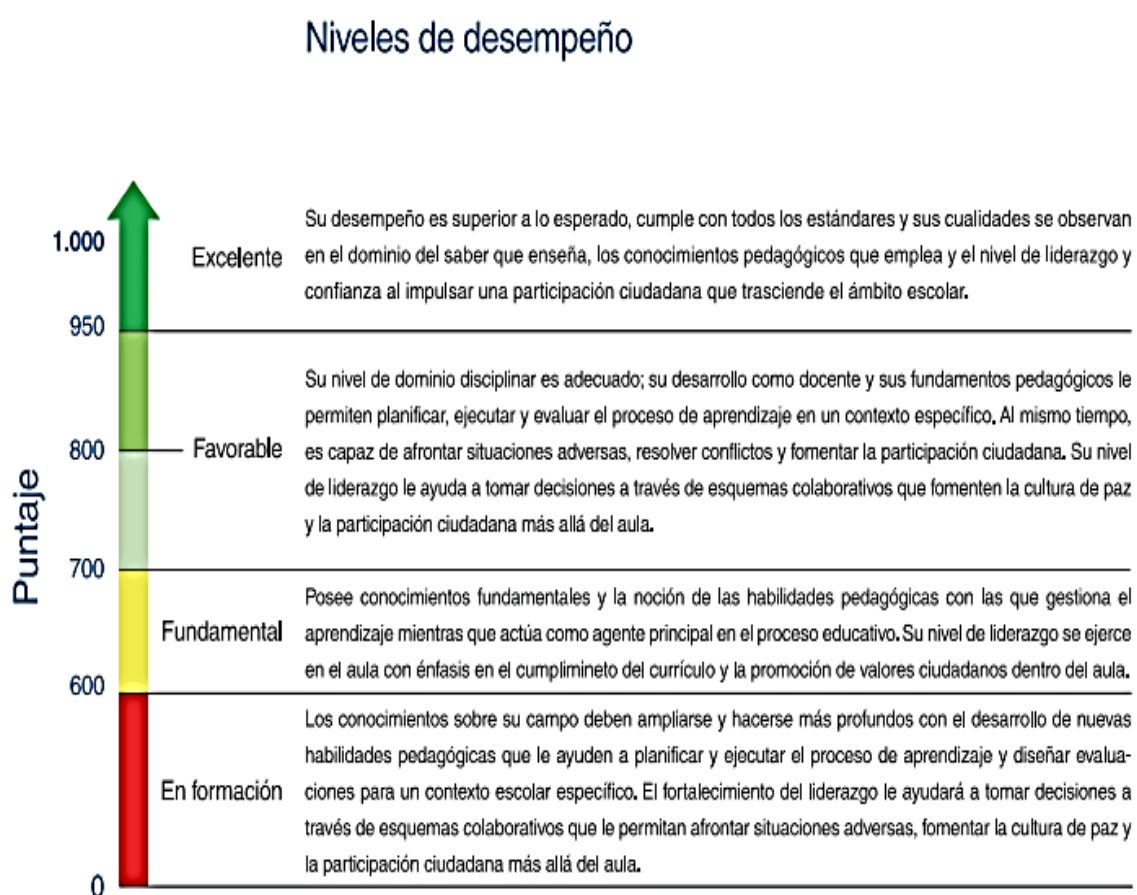 Niveles de desempeño
Puntaje
1.000
Excelente
Su desempeño es superior a lo esperado, cumple con todos los estándares y sus cualidades se observan
en el dominio del saber que enseña, los conocimientos pedagógicos que emplea y el nivel de liderazgo y
confianza al impulsar una participación ciudadana que trasciende el ámbito escolar.
950
Su nivel de dominio disciplinar es adecuado; su desarrollo como docente y sus fundamentos pedagógicos le
permiten planificar, ejecutar y evaluar el proceso de aprendizaje en un contexto específico. Al mismo tiempo,
800
Favorable
es capaz de afrontar situaciones adversas, resolver conflictos y fomentar la participación ciudadana. Su nivel
de liderazgo le ayuda a tomar decisiones a través de esquemas colaborativos que fomenten la cultura de paz
y la participación ciudadana más allá del aula.
700
Fundamental
Posee conocimientos fundamentales y la noción de las habilidades pedagógicas con las que gestiona el
aprendizaje mientras que actúa como agente principal en el proceso educativo. Su nivel de liderazgo se ejerce
en el aula con énfasis en el cumplimineto del currículo y la promoción de valores ciudadanos dentro del aula.
600
En formación
Los conocimientos sobre su campo deben ampliarse y hacerse más profundos con el desarrollo de nuevas
habilidades pedagógicas que le ayuden a planificar y ejecutar el proceso de aprendizaje y diseñar evalua-
ciones para un contexto escolar específico. El fortalecimiento del liderazgo le ayudará a tomar decisiones a
través de esquemas colaborativos que le permitan afrontar situaciones adversas, fomentar la cultura de paz y
la participación ciudadana más allá del aula.
0